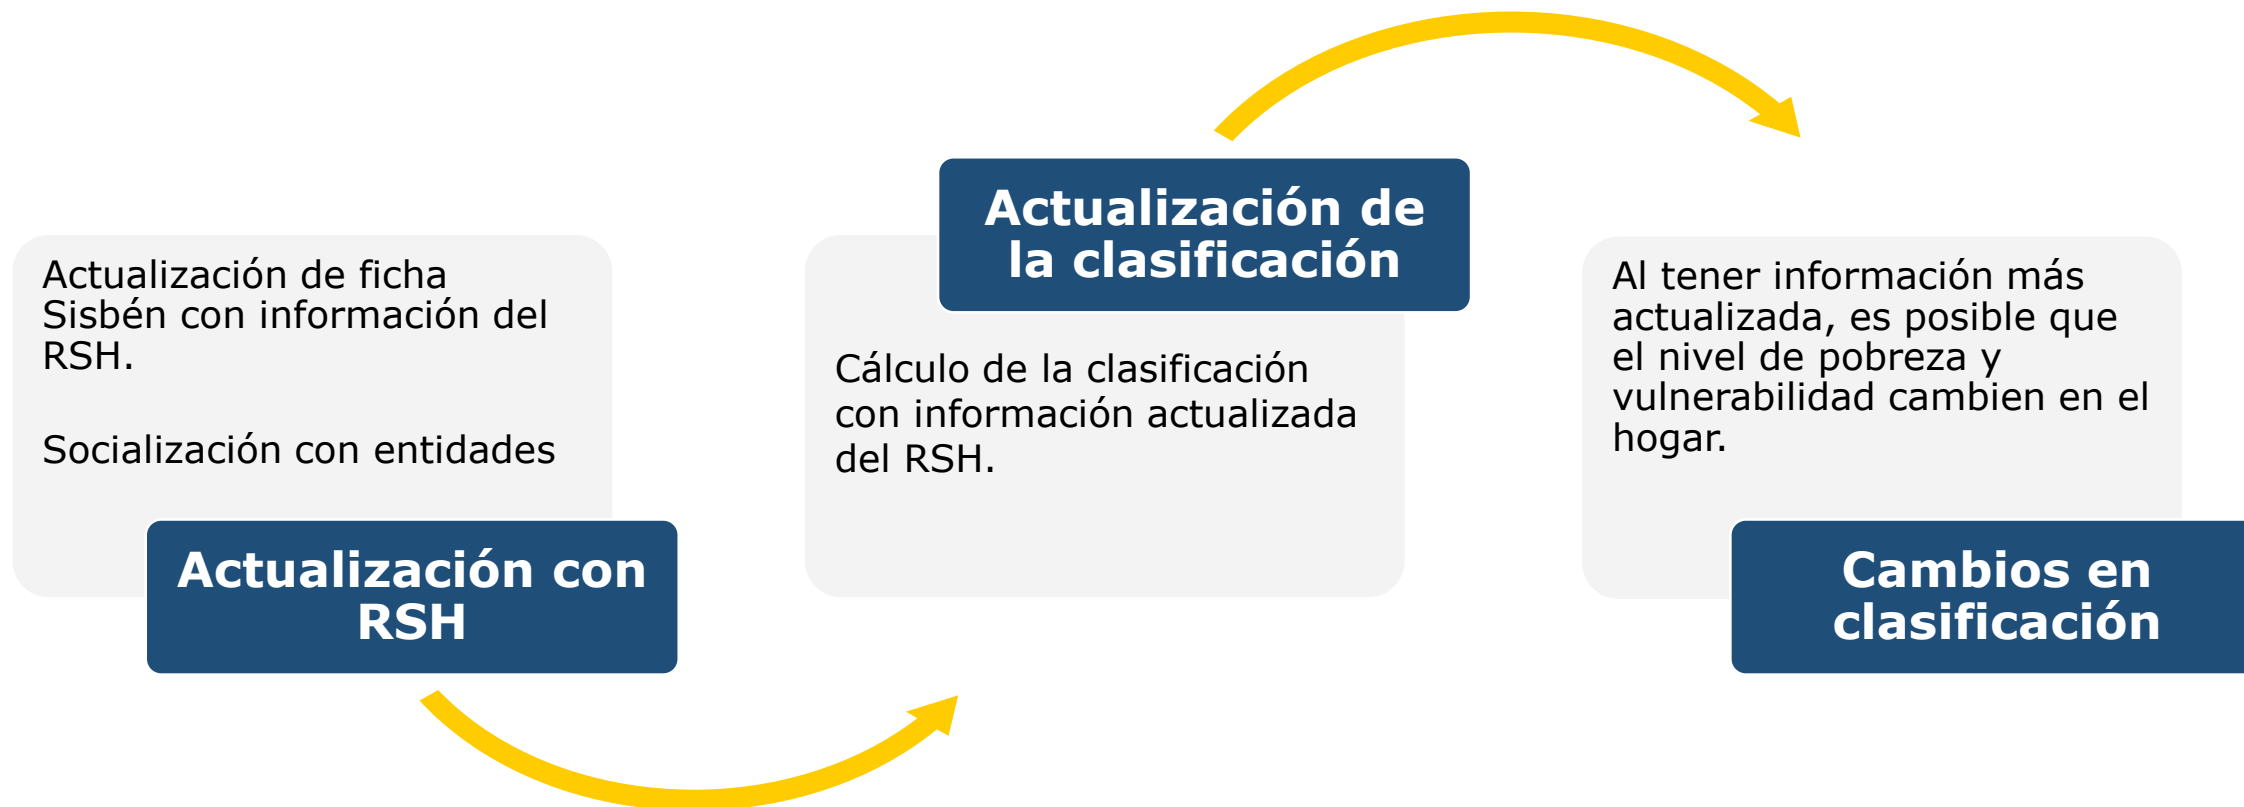 Actualización de ficha
Sisbén con información del
RSH.
Socialización con entidades
Actualización con
RSH
Actualización de
la clasificación
Cálculo de la clasificación
con información actualizada
del RSH.
Al tener información más
actualizada, es posible que
el nivel de pobreza y
vulnerabilidad cambien en el
hogar.
Cambios en
clasificación